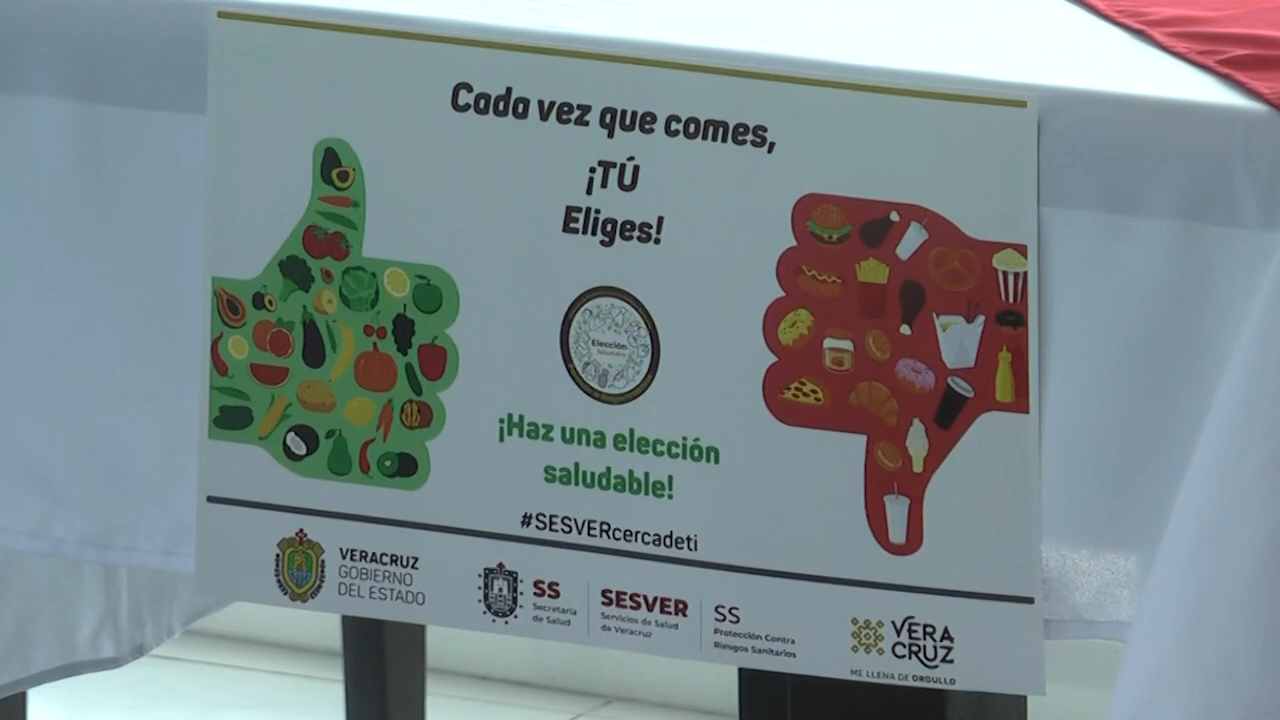 Cada vez que comes,
¡TÚ
Eliges!
Elección
Saludable
¡Haz una elección
saludable!
#SESVERcercadeti
VERACRUZ
GOBIERNO
DEL ESTADO
SS
Secretaría
de Salud
SESVER
Servicios de Salud
de Veracruz
SS
Protección Contra
Riesgos Sanitarios
VERA
CRUZ
ME LLENA DE ORGULLO